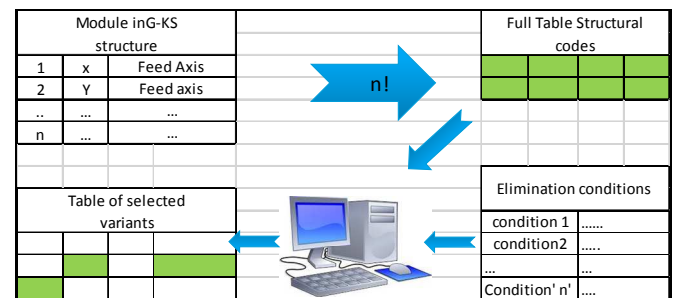 Module inG-KS
structure
1 x Feed Axis
2 Y Feed axis
.. ... ...
n ... ...
n!
Full Table Structural
codes
Elimination conditions
condition 1 ......
condition2 .....
... ...
Condition' n' ....
Table of selected
variants